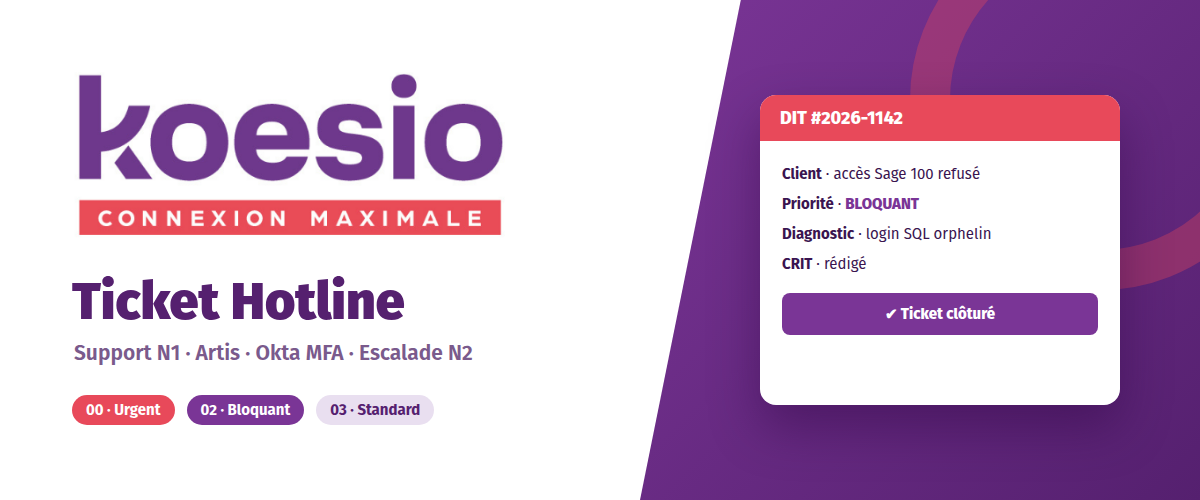 koesio
CONNEXION MAXIMALE
Ticket Hotline
Support N1 · Artis · Okta MFA · Escalade N2
00 · Urgent
02 · Bloquant
03 · Standard
DIT #2026-1142
Client · accès Sage 100 refusé
Priorité · BLOQUANT
Diagnostic · login SQL orphelin
CRIT · rédigé
✔ Ticket clôturé